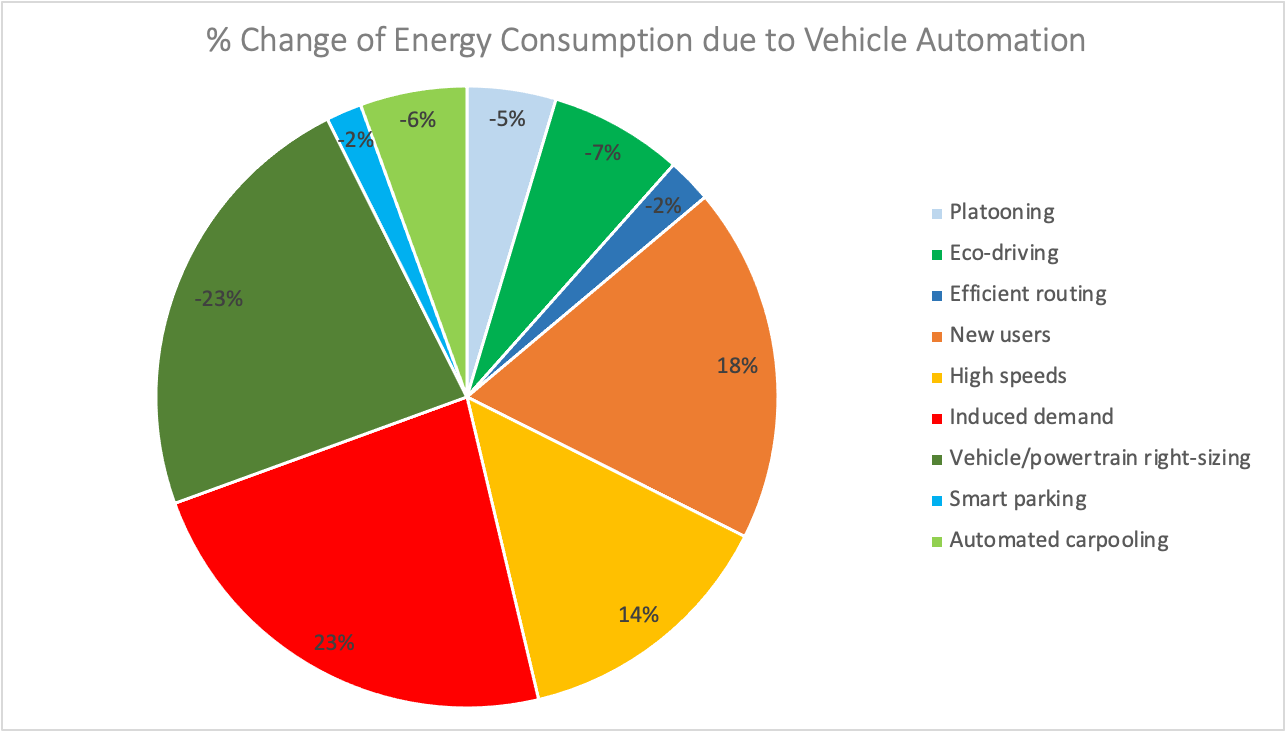 % Change of Energy Consumption due to Vehicle Automation
-6%
-5%
-2%
-7%
-2%
-23%
18%
14%
23%
Platooning
Eco-driving
Efficient routing
New users
High speeds
Induced demand
Vehicle/powertrain right-sizing
Smart parking
Automated carpooling